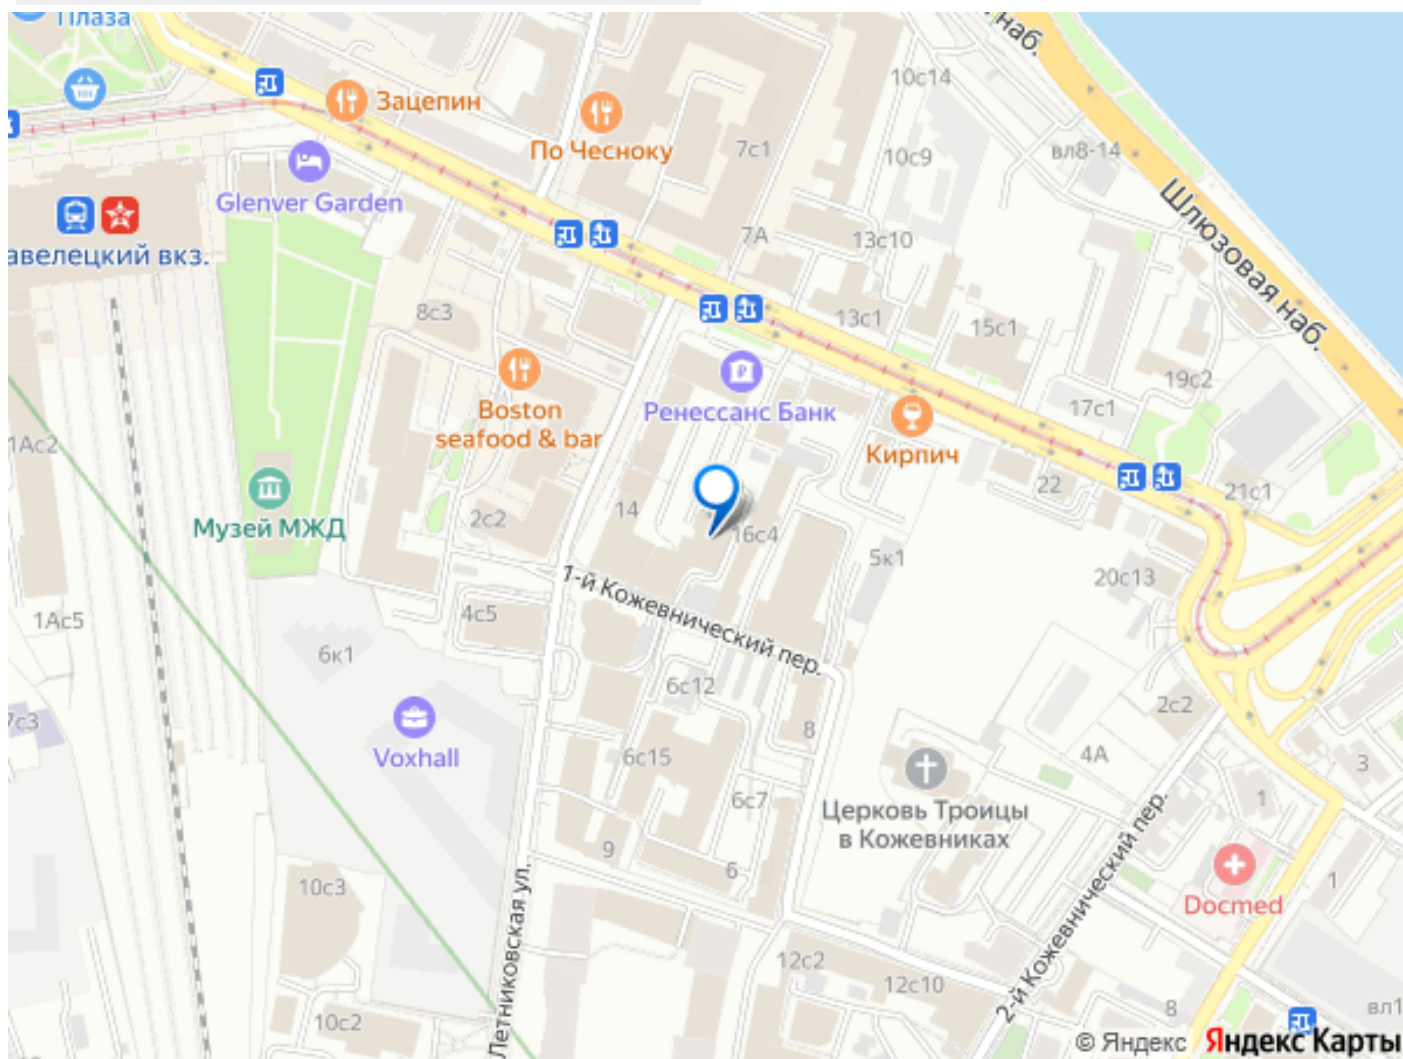 Плаза
наб.
10с14
Зацепин
По Чесноку
7с1
10с9
вл8-14
Glenver Garden
Шлюзовая наб.
авелецкий вкз.
7А
13с10
8с3
13с1
15с1
19с2
17с1
Ренессанс Банк
Boston
seafood & bar
Кирпич
1Ас2
22
21с1
Музей МЖД
2с2
14
16с4
5к1
20с13
1-й Кожевнический пер.
1Ас5
4с5
6к1
6с12
2с2
7с3
8
Voxhall
6с15
4А
3
6с7
1
Церковь Троицы
в Кожевниках
9
6
10с3
1
Docmed
2-й Кожевнический пер.
Летниковская ул.
12с2
12с10
8
вл1
10с2
© Яндекс Яндекс Карты